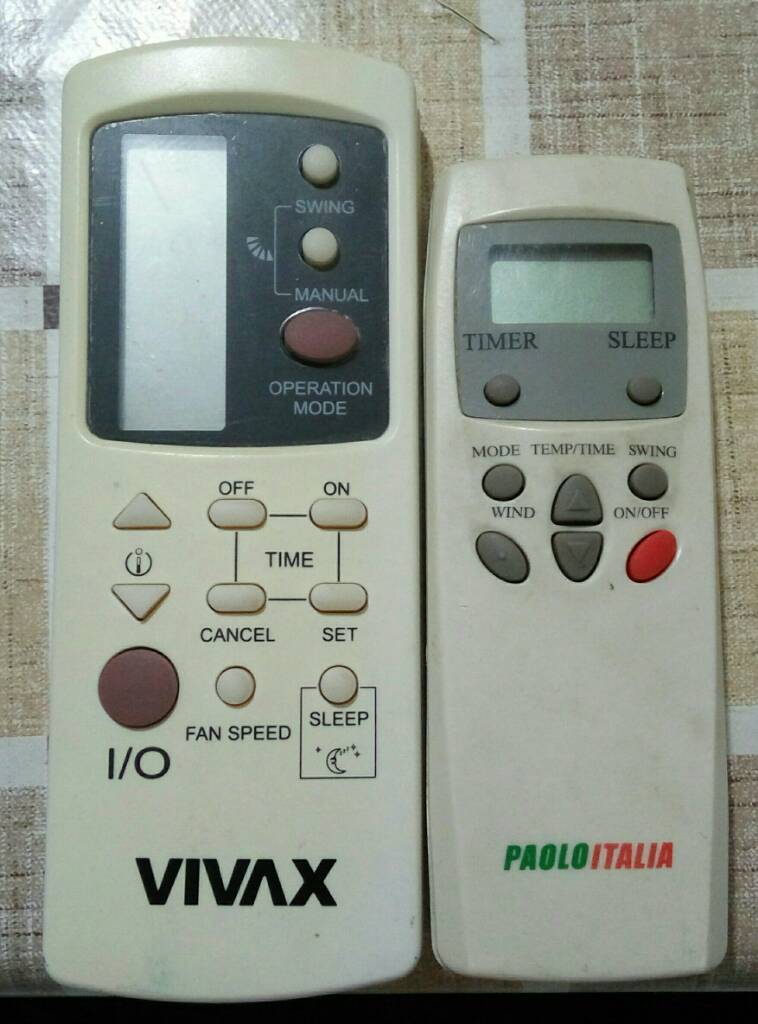 SWING
MANUAL
OPERATION
MODE
OFF ON
TIME
CANCEL SET
FAN SPEED SLEEP
I/O
VIVAX
TIMER SLEEP
MODE TEMP/TIME SWING
WIND ON/OFF
PAOLOITALIA